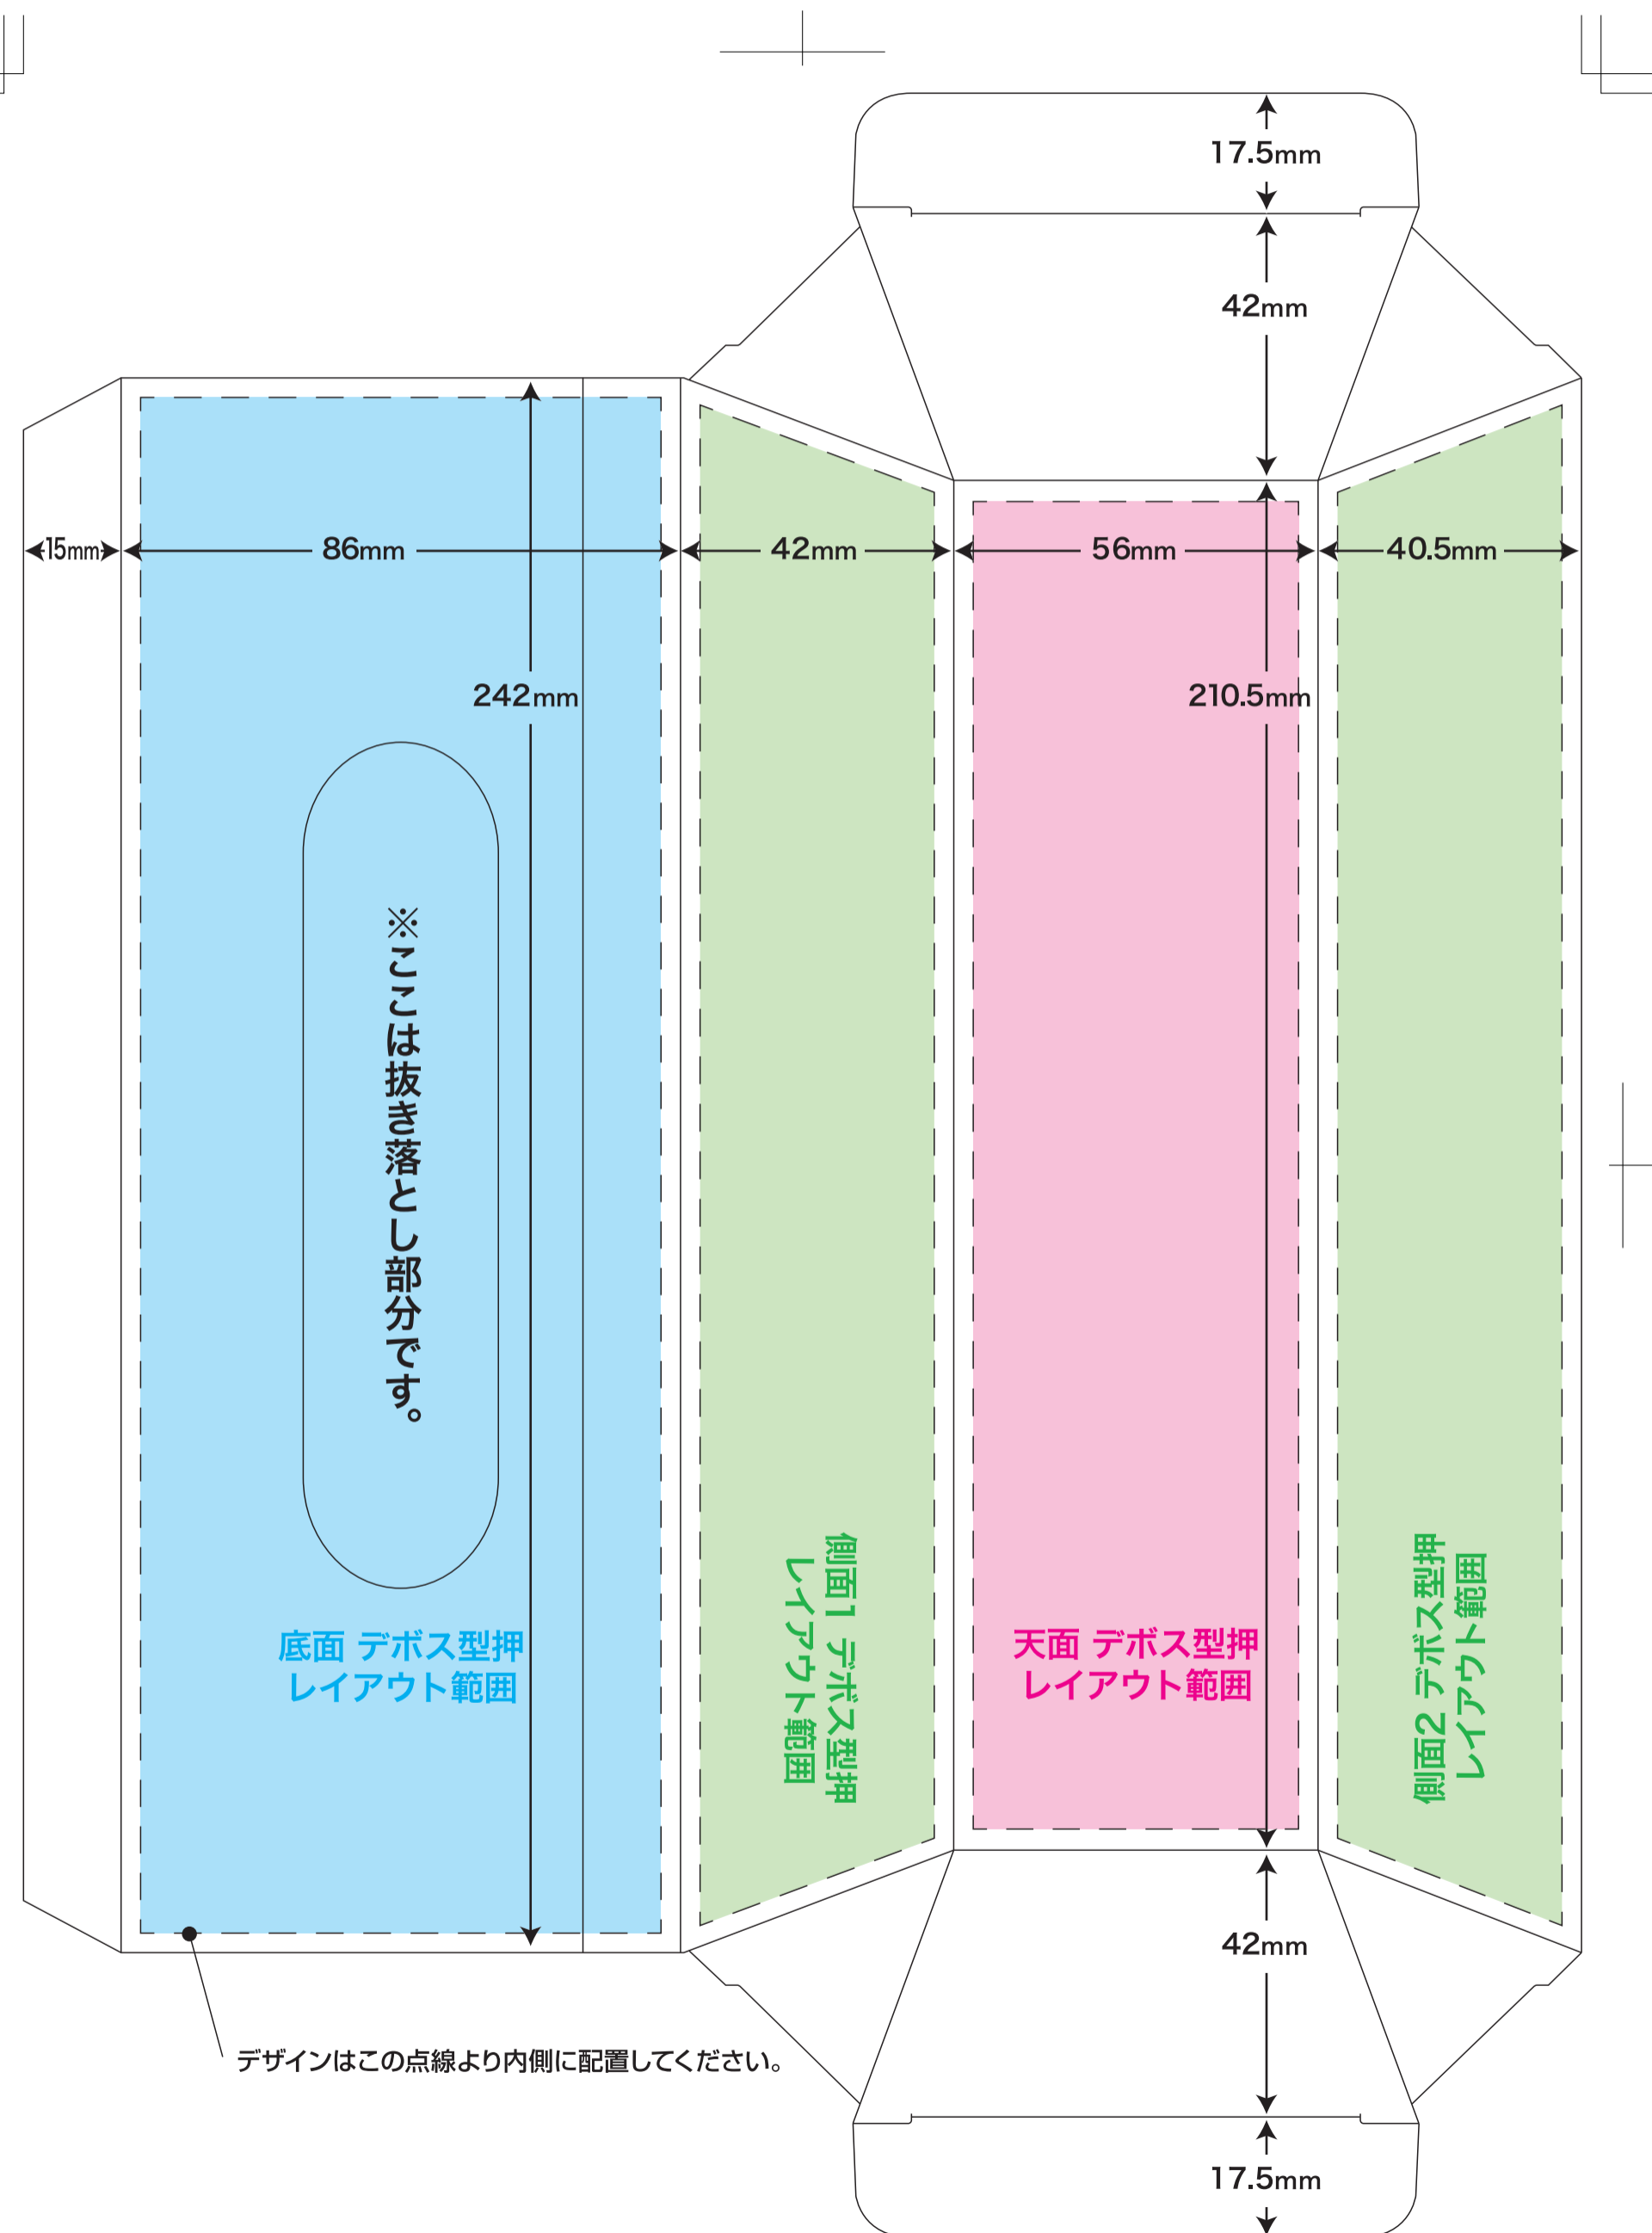 17.5mm
42mm
15mm
86mm
42mm
56mm
40.5mm
242mm
210.5mm
※ここは抜き落とし部分です。
底面 デボス型押
レイアウト範囲
側面1 デボス型押
レイアウト範囲
天面 デボス型押
レイアウト範囲
側面2 デボス型押
レイアウト範囲
42mm
デザインはこの点線より内側に配置してください。
17.5mm